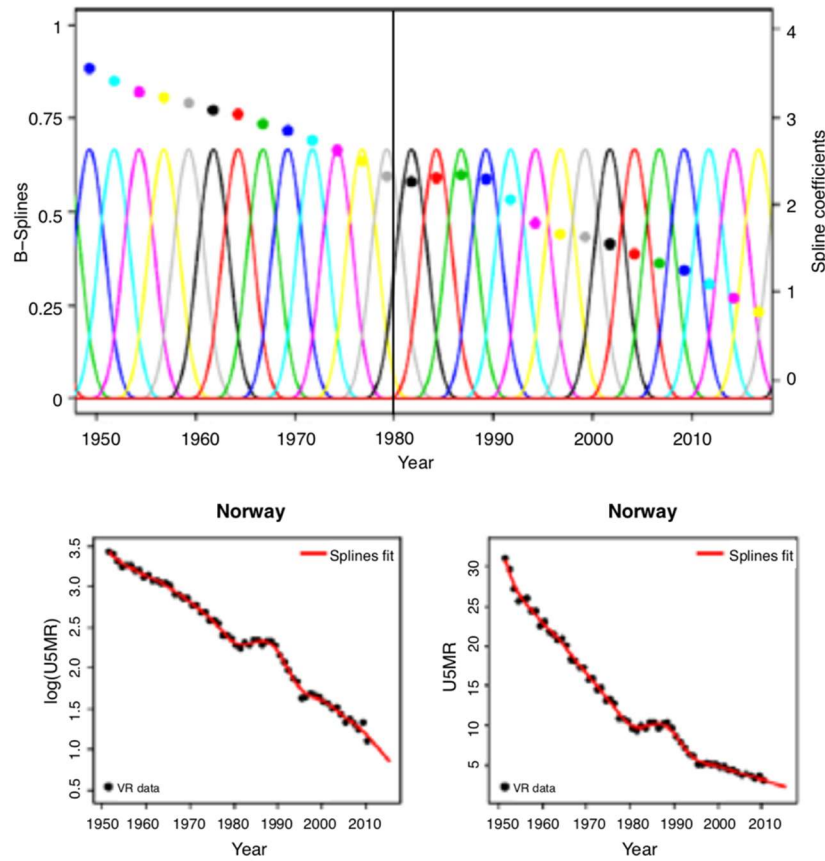 1
0.75
0.5
0.25
0
B–Splines
4
3
2
1
0
Spline coefficients
1950 1960 1970 1980 1990 2000 2010
Year
Norway
3.5
3.0
2.5
2.0
1.5
1.0
0.5
log(U5MR)
Splines fit
VR data
1950 1960 1970 1980 1990 2000 2010
Year
Norway
30
25
20
15
10
5
U5MR
Splines fit
VR data
1950 1960 1970 1980 1990 2000 2010
Year